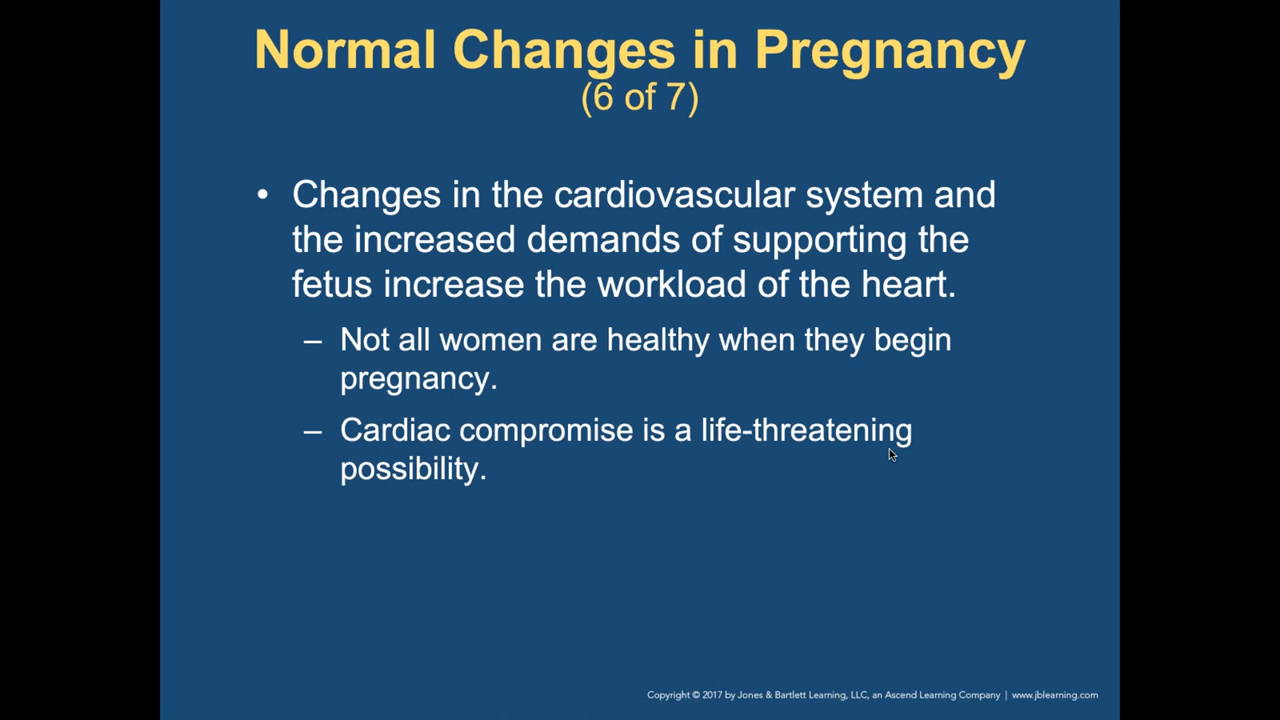 Normal Changes in Pregnancy
(6 of 7)
• Changes in the cardiovascular system and
the increased demands of supporting the
fetus increase the workload of the heart.
– Not all women are healthy when they begin
pregnancy.
– Cardiac compromise is a life-threatening
possibility.
Copyright © 2017 by Jones & Bartlett Learning, LLC, an Ascend Learning Company | www.jblearning.com